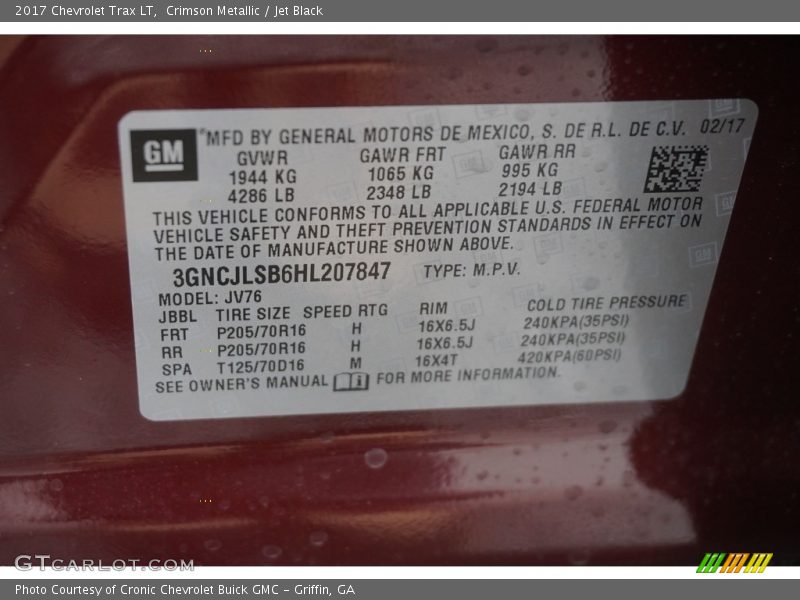 2017 Chevrolet Trax LT, Crimson Metallic / Jet Black
GM
MFD BY GENERAL MOTORS DE MEXICO, S. DE R.L. DE C.V. 02/17
GVWR GAWR FRT GAWR RR
1944 KG 1065 KG 995 KG
4286 LB 2348 LB 2194 LB
THIS VEHICLE CONFORMS TO ALL APPLICABLE U.S. FEDERAL MOTOR
VEHICLE SAFETY AND THEFT PREVENTION STANDARDS IN EFFECT ON
THE DATE OF MANUFACTURE SHOWN ABOVE.
3GNCJLSB6HL207847 TYPE: M.P.V.
MODEL: JV76
JBBL TIRE SIZE SPEED RTG RIM COLD TIRE PRESSURE
FRT P205/70R16 H 16X6.5J 240KPA(35PSI)
RR P205/70R16 H 16X6.5J 240KPA(35PSI)
SPA T125/70D16 M 16X4T 420KPA(60PSI)
SEE OWNER'S MANUAL FOR MORE INFORMATION.
GTCARLOT.COM
Photo Courtesy of Cronic Chevrolet Buick GMC – Griffin, GA